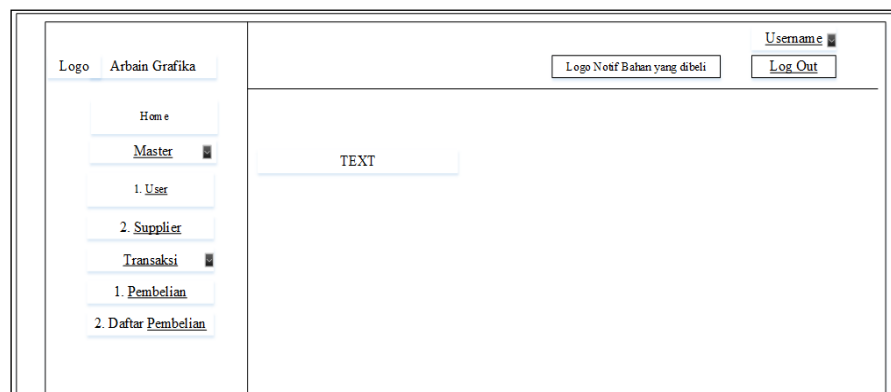 Username
Logo Arbain Grafika
Logo Notif Bahan yang dibeli
Log Out
Home
Master
1. User
2. Supplier
Transaksi
1. Pembelian
2. Daftar Pembelian
TEXT